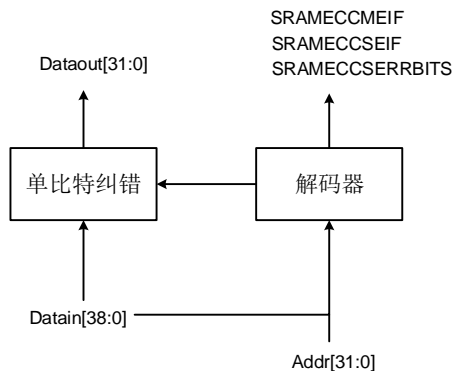 SRAMECCMEIF
SRAMECCSEIF
SRAMECCSERRBITS
Dataout[31:0]
单比特纠错
解码器
Datain[38:0]
Addr[31:0]